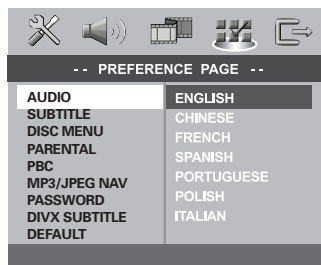 -- PREFERENCE PAGE --
AUDIO
SUBTITLE
DISC MENU
PARENTAL
PBC
MP3/JPEG NAV
PASSWORD
DIVX SUBTITLE
DEFAULT
ENGLISH
CHINESE
FRENCH
SPANISH
PORTUGUESE
POLISH
ITALIAN